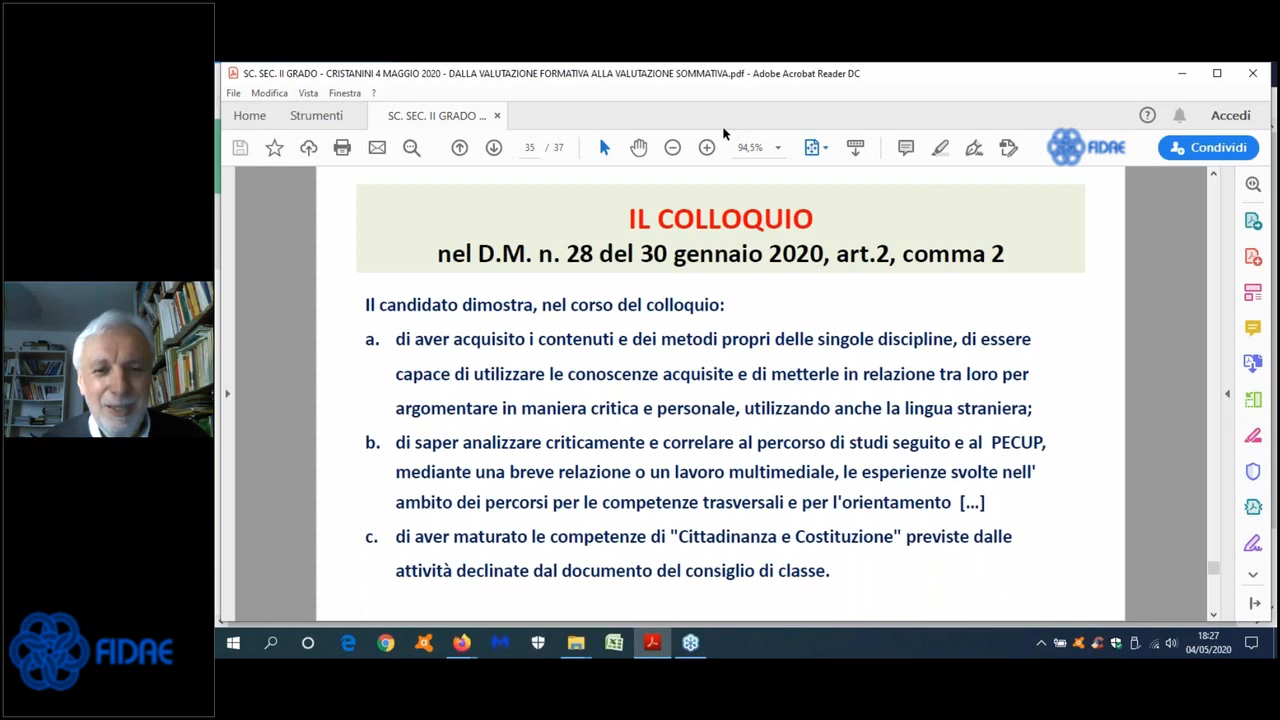 SC. SEC. II GRADO - CRISTANINI 4 MAGGIO 2020 - DALLA VALUTAZIONE FORMATIVA ALLA VALUTAZIONE SOMMATIVA.pdf - Adobe Acrobat Reader DC
File Modifica Vista Finestra ?
Home Strumenti SC. SEC. II GRADO ... × Accedi
35 / 37 94,5% FIDAE Condividi
IL COLLOQUIO
nel D.M. n. 28 del 30 gennaio 2020, art.2, comma 2
Il candidato dimostra, nel corso del colloquio:
a. di aver acquisito i contenuti e dei metodi propri delle singole discipline, di essere
capace di utilizzare le conoscenze acquisite e di metterle in relazione tra loro per
argomentare in maniera critica e personale, utilizzando anche la lingua straniera;
b. di saper analizzare criticamente e correlare al percorso di studi seguito e al PECUP,
mediante una breve relazione o un lavoro multimediale, le esperienze svolte nell'
ambito dei percorsi per le competenze trasversali e per l'orientamento [...]
c. di aver maturato le competenze di "Cittadinanza e Costituzione" previste dalle
attività declinate dal documento del consiglio di classe.
FIDAE
18:27
04/05/2020